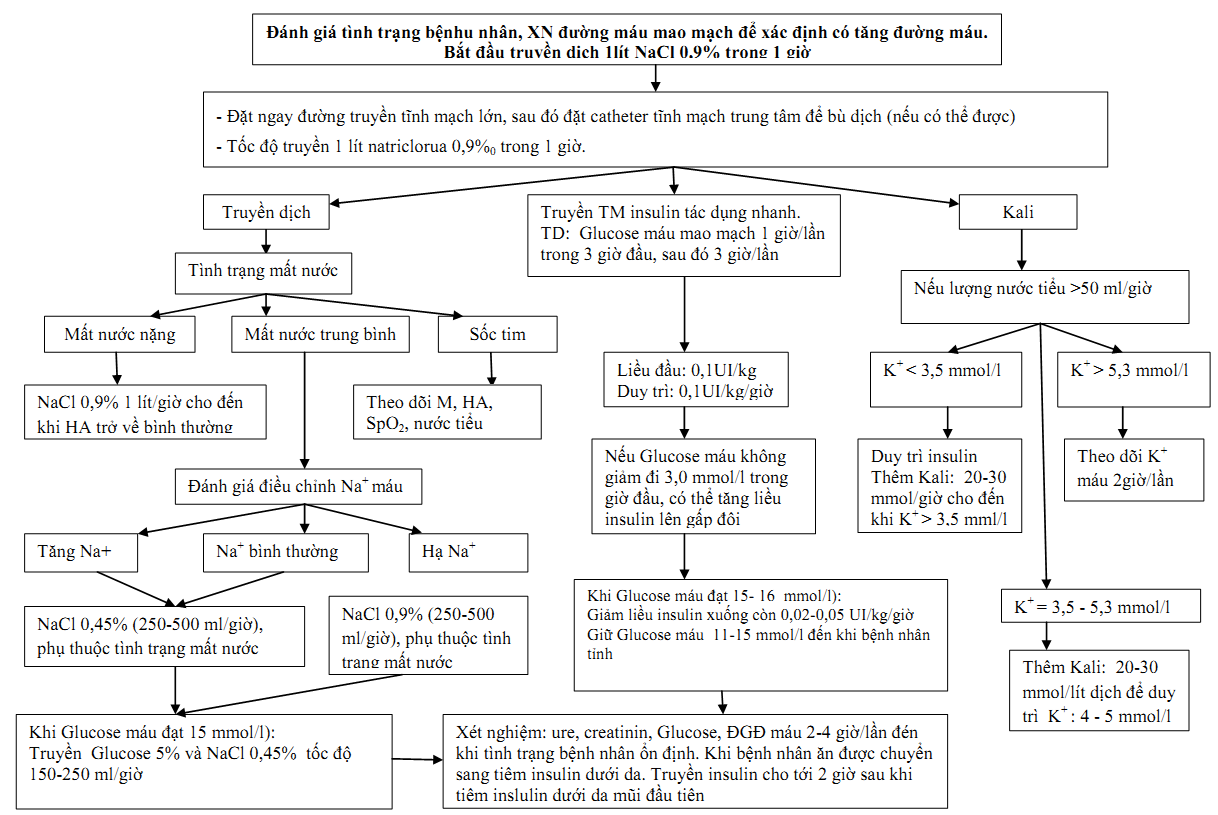 Đánh giá tình trạng bệnhu nhân, XN đường máu mao mạch để xác định có tăng đường máu.
Bắt đầu truyền dịch 1lít NaCl 0.9% trong 1 giờ
- Đặt ngay đường truyền tĩnh mạch lớn, sau đó đặt catheter tĩnh mạch trung tâm để bù dịch (nếu có thể được)
- Tốc độ truyền 1 lít natriclorua 0,9‰ trong 1 giờ.
Truyền dịch
Tình trạng mất nước
Mất nước nặng
Mất nước trung bình
Sốc tim
NaCl 0,9% 1 lít/giờ cho đến
khi HA trở về bình thường
Theo dõi M, HA,
SpO₂, nước tiểu
Đánh giá điều chỉnh Na⁺ máu
Tăng Na+
Na⁺ bình thường
Hạ Na⁺
NaCl 0,45% (250-500 ml/giờ),
phụ thuộc tình trạng mất nước
NaCl 0,9% (250-500
ml/giờ), phụ thuộc tình
trạng mất nước
Khi Glucose máu đạt 15 mmol/l):
Truyền Glucose 5% và NaCl 0,45% tốc độ
150-250 ml/giờ
Truyền TM insulin tác dụng nhanh.
TD: Glucose máu mao mạch 1 giờ/lần
trong 3 giờ đầu, sau đó 3 giờ/lần
Liều đầu: 0,1UI/kg
Duy trì: 0,1UI/kg/giờ
Nếu Glucose máu không
giảm đi 3,0 mmol/l trong
giờ đầu, có thể tăng liều
insulin lên gấp đôi
Khi Glucose máu đạt 15- 16 mmol/l):
Giảm liều insulin xuống còn 0,02-0,05 UI/kg/giờ
Giữ Glucose máu 11-15 mmol/l đến khi bệnh nhân
tỉnh
Xét nghiệm: ure, creatinin, Glucose, ĐGĐ máu 2-4 giờ/lần đén
khi tình trạng bệnh nhân ổn định. Khi bệnh nhân ăn được chuyển
sang tiêm insulin dưới da. Truyền insulin cho tới 2 giờ sau khi
tiêm inslulin dưới da mũi đầu tiên
Kali
Nếu lượng nước tiểu >50 ml/giờ
K⁺ < 3,5 mmol/l
K⁺ > 5,3 mmol/l
Duy trì insulin
Thêm Kali: 20-30
mmol/giờ cho đến
khi K⁺ > 3,5 mml/l
Theo dõi K⁺
máu 2giờ/lần
K⁺ = 3,5 - 5,3 mmol/l
Thêm Kali: 20-30
mmol/lít dịch để duy
trì K⁺ : 4 - 5 mmol/l